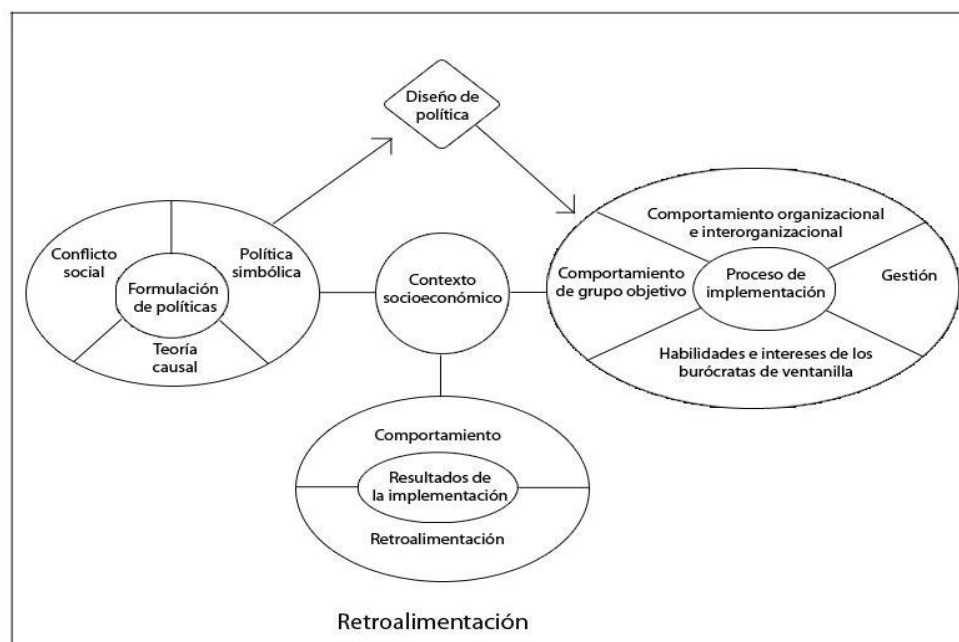 Diseño de
política
Conflicto
social
Política
simbólica
Formulación
de políticas
Teoría
causal
Contexto
socioeconómico
Comportamiento organizacional
e interorganizacional
Comportamiento
de grupo objetivo
Proceso de
implementación
Gestión
Habilidades e intereses de los
burócratas de ventanilla
Comportamiento
Resultados de
la implementación
Retroalimentación
Retroalimentación